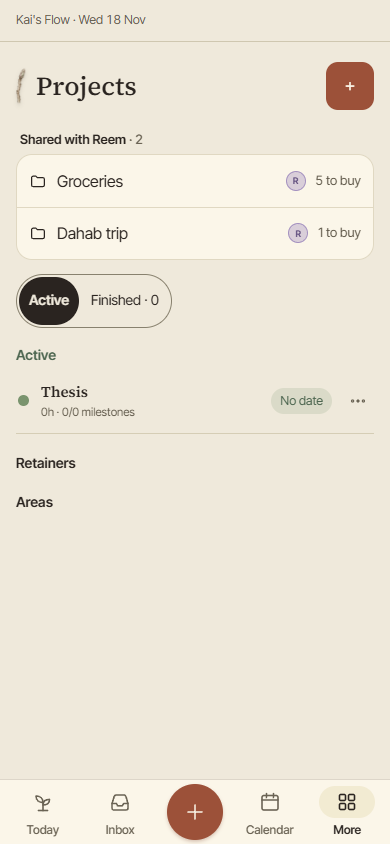 Kai's Flow · Wed 18 Nov
Projects
+
Shared with Reem · 2
Groceries R 5 to buy
Dahab trip R 1 to buy
Active Finished · 0
Active
Thesis
0h · 0/0 milestones
No date
Retainers
Areas
Today Inbox Calendar More